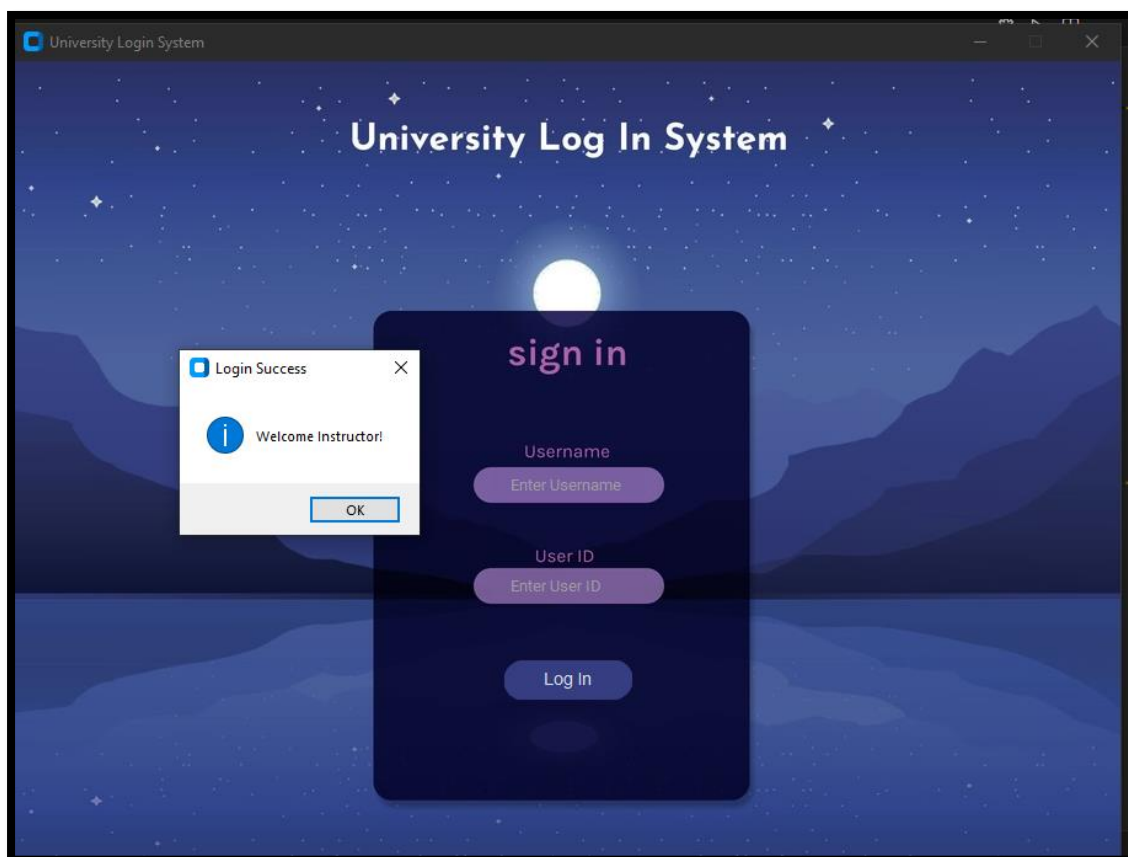 University Login System
University Log In System
sign in
Login Success
Welcome Instructor!
OK
Username
Enter Username
User ID
Enter User ID
Log In